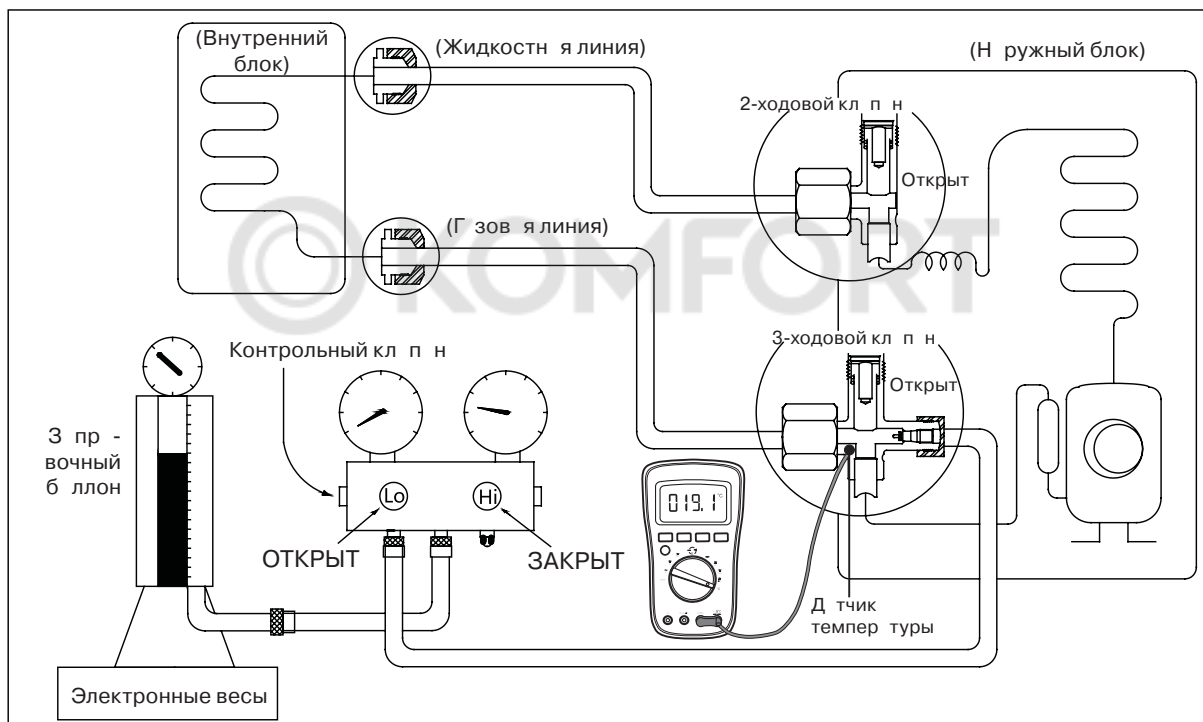 (Внутренний
блок)
(Жидкостн я линия)
(Н ружный блок)
2-ходовой кл п н
Открыт
(Г зов я линия)
KOMFORT
3-ходовой кл п н
Открыт
Контрольный кл п н
З пр -
вочный
б ллон
Lo
Hi
019.1 °C
ОТКРЫТ
ЗАКРЫТ
Д тчик
темпер туры
Электронные весы